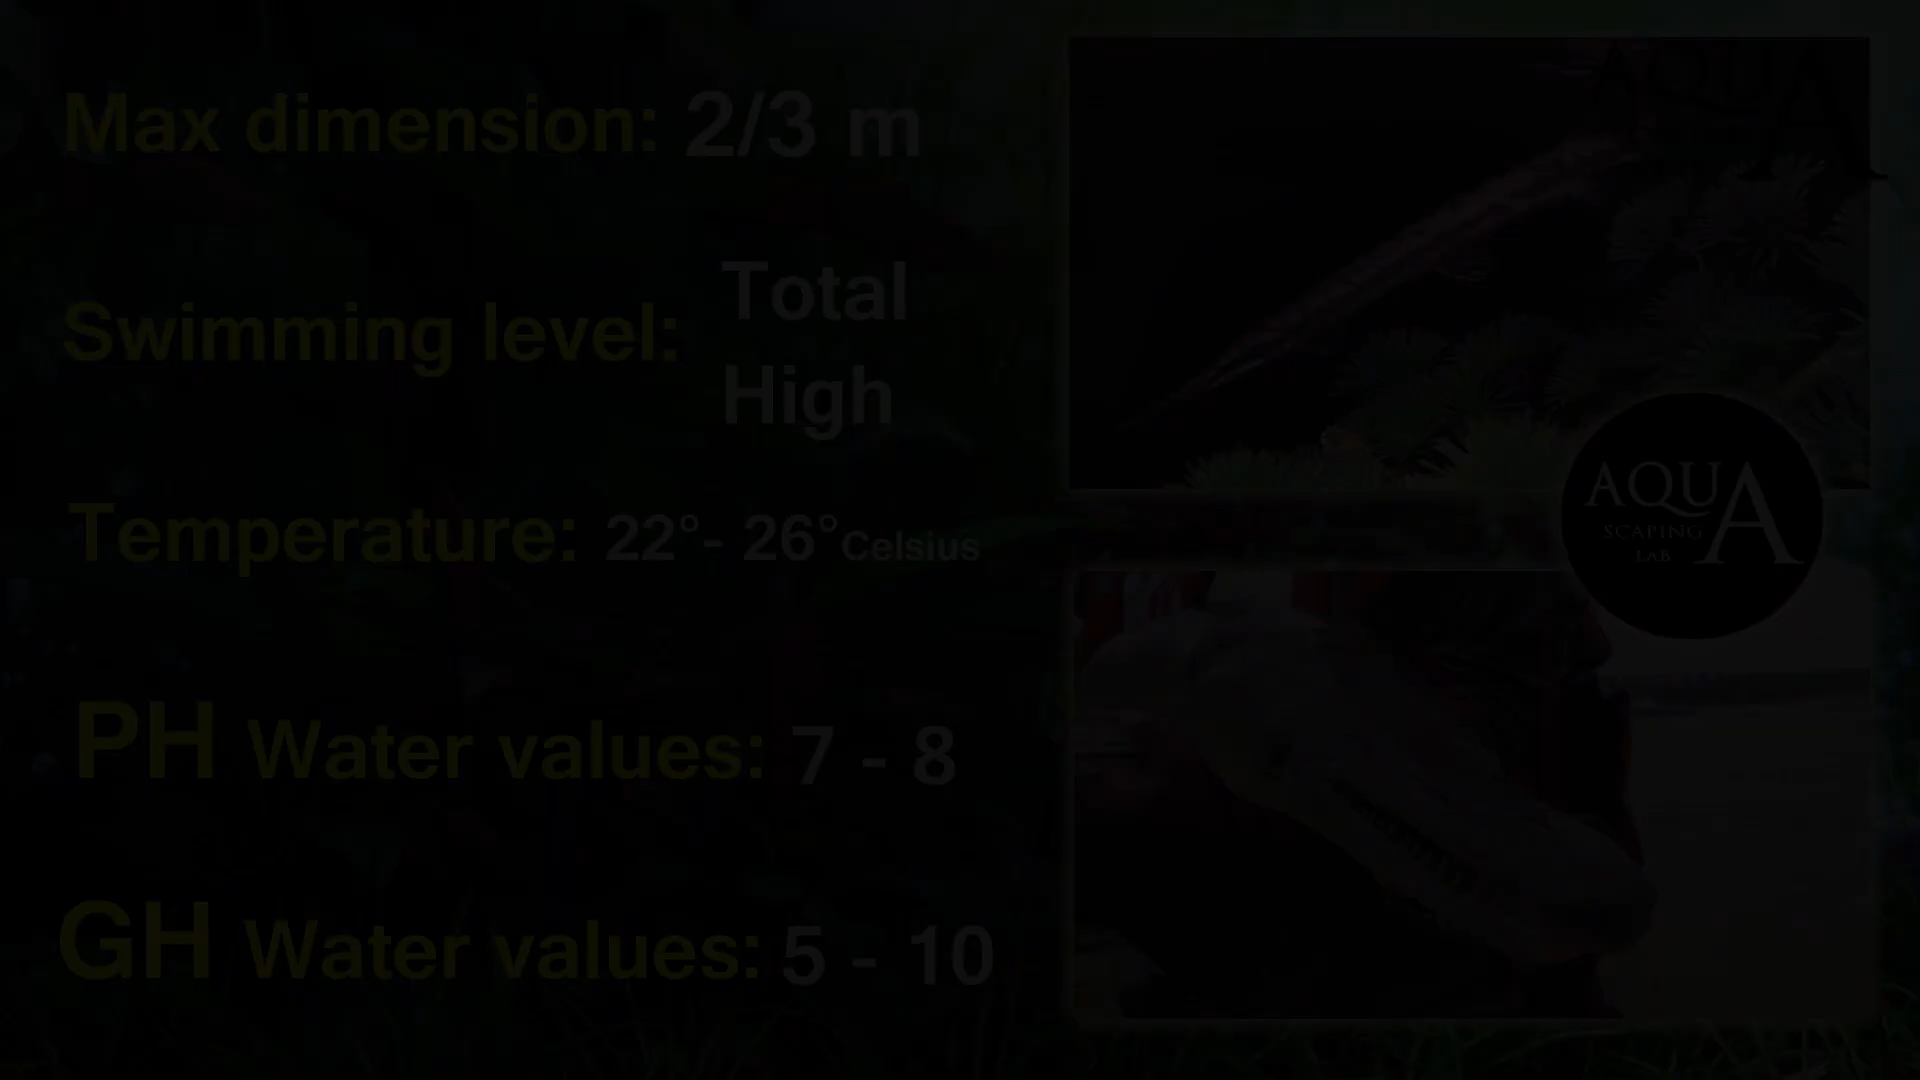 Max dimension: 2/3 m
Swimming level: Total
High
Temperature: 22°- 26°Celsius
PH Water values: 7 - 8
GH Water values: 5 - 10
AQUA
SCAPING
LAB